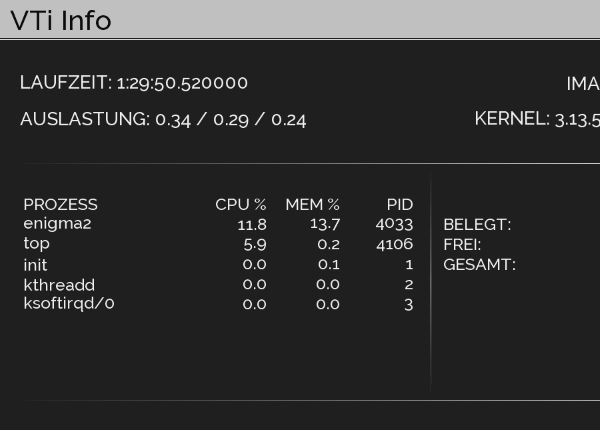 VTi Info
LAUFZEIT: 1:29:50.520000
IMA
AUSLASTUNG: 0.34 / 0.29 / 0.24
KERNEL: 3.13.5
PROZESS CPU % MEM % PID
enigma2 11.8 13.7 4033
BELEGT:
top 5.9 0.2 4106
FREI:
init 0.0 0.1 1
GESAMT:
kthreadd 0.0 0.0 2
ksoftirqd/0 0.0 0.0 3